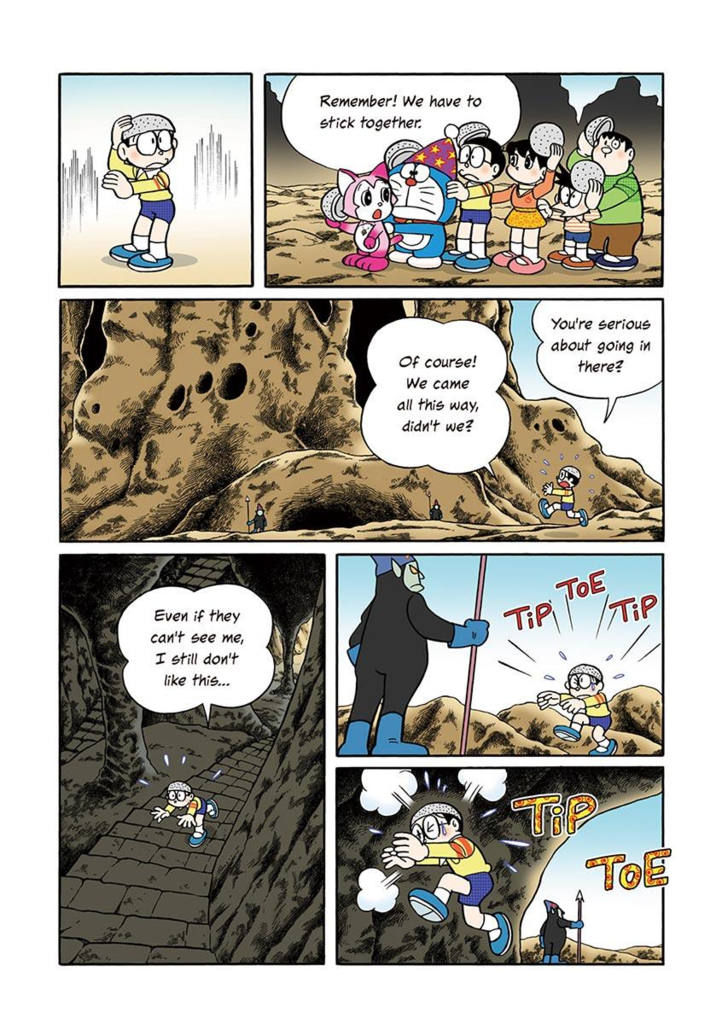 Remember! We have to
stick together.
You're serious
about going in
there?
Of course!
We came
all this way,
didn't we?
TIP
TOE
TIP
Even if they
can't see me,
I still don't
like this...
TIP
TOE